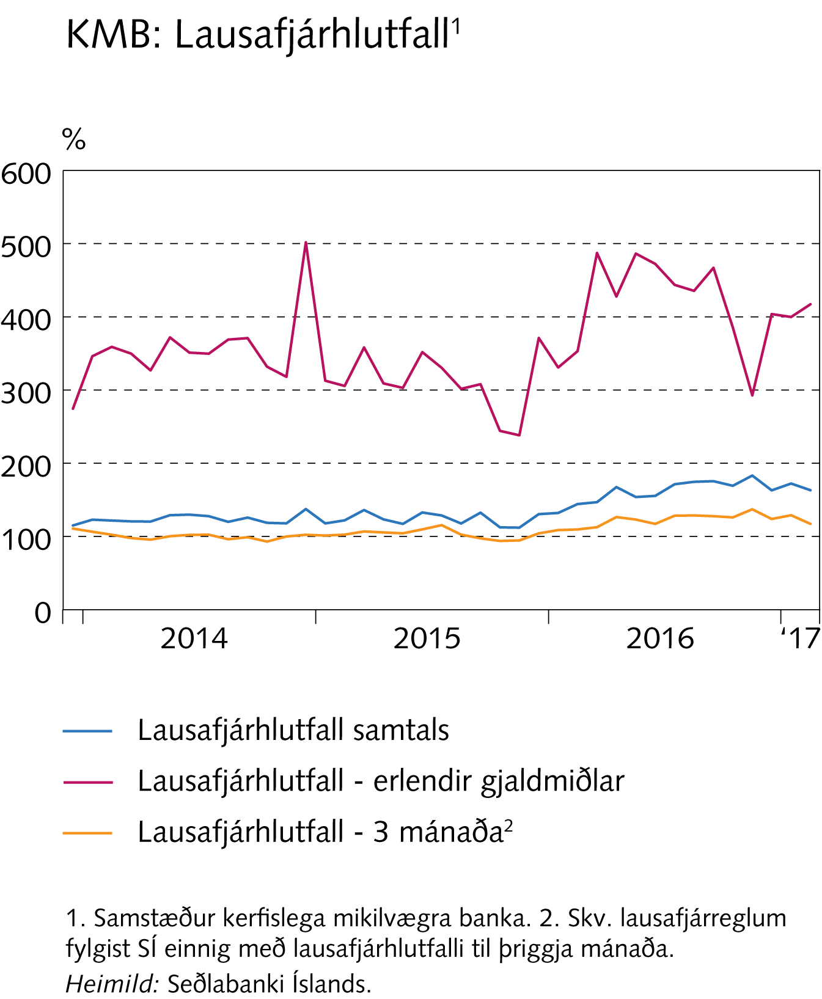 KMB: Lausafjárhlutfall¹
%
600
500
400
300
200
100
0
2014 2015 2016 ‘17
Lausafjárhlutfall samtals
Lausafjárhlutfall - erlendir gjaldmiðlar
Lausafjárhlutfall - 3 mánaða²
1. Samstæður kerfislega mikilvægra banka. 2. Skv. lausafjárreglum
fylgist SÍ einnig með lausafjárhlutfalli til þriggja mánaða.
Heimild: Seðlabanki Íslands.